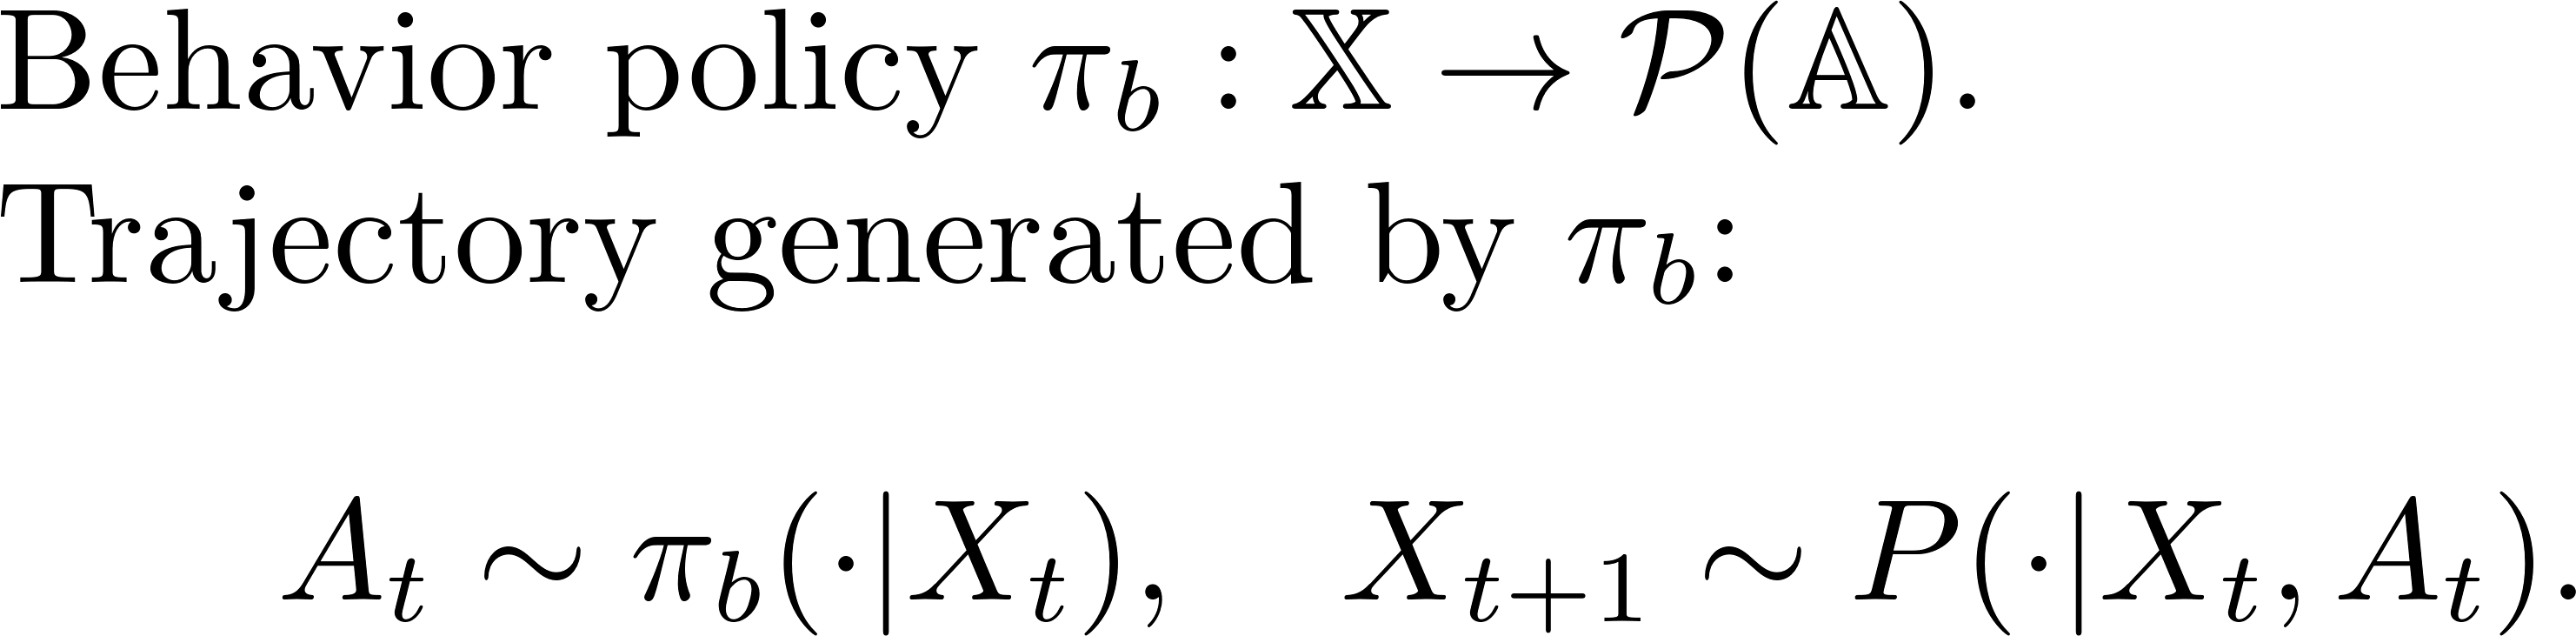 Behavior policy π_b : 𝕏 → 𝒫(𝔸).
Trajectory generated by π_b:
A_t ∼ π_b(·|X_t), X_{t+1} ∼ P(·|X_t, A_t).